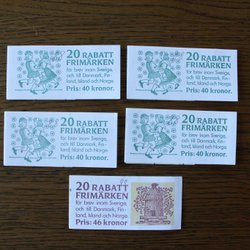 20 RABATT
FRIMÄRKEN
för brev inom Sverige,
och till Danmark, Fin-
land, Island och Norge.
Pris: 40 kronor.
20 RABATT
FRIMÄRKEN
för brev inom Sverige,
och till Danmark, Fin-
land, Island och Norge.
Pris: 40 kronor.
20 RABATT
FRIMÄRKEN
för brev inom Sverige,
och till Danmark, Fin-
land, Island och Norge.
Pris: 40 kronor.
20 RABATT
FRIMÄRKEN
för brev inom Sverige,
och till Danmark, Fin-
land, Island och Norge.
Pris: 40 kronor.
20 RABATT
FRIMÄRKEN
för brev inom Sverige,
och till Danmark, Fin-
land, Island och Norge.
Pris: 46 kronor.